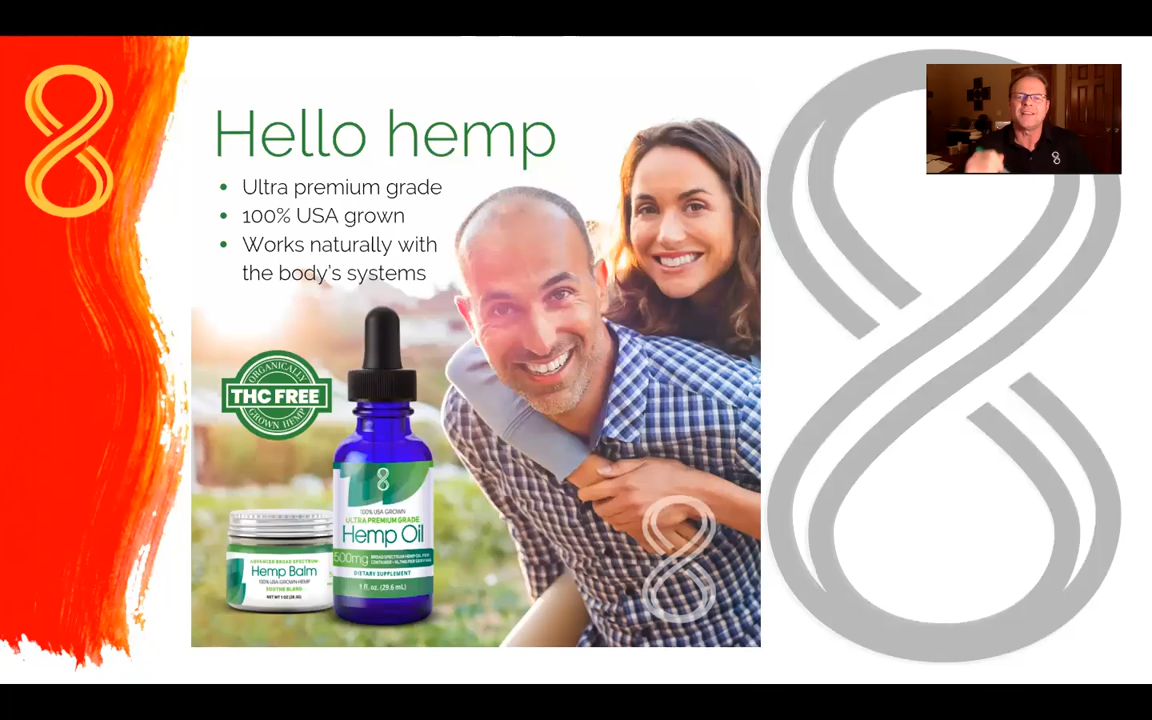 Hello hemp
• Ultra premium grade
• 100% USA grown
• Works naturally with
the body's systems
ORGANICALLY
THC FREE
GROWN HEMP
100% USA GROWN
ULTRA PREMIUM GRADE
Hemp Oil
500mg
DIETARY SUPPLEMENT
1 fl. oz. (29.6 mL)
ADVANCED BROAD SPECTRUM
Hemp Balm
100% USA GROWN HEMP
SOOTHE BLEND